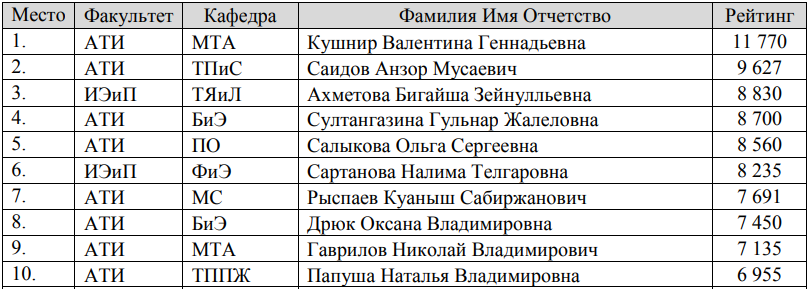 Место Факультет Кафедра Фамилия Имя Отчетство Рейтинг
1. АТИ МТА Кушнир Валентина Геннадьевна 11 770
2. АТИ ТПиС Саидов Анзор Мусаевич 9 627
3. ИЭиП ТЯиЛ Ахметова Бигайша Зейнулльевна 8 830
4. АТИ БиЭ Султангазина Гульнар Жалеловна 8 700
5. АТИ ПО Салыкова Ольга Сергеевна 8 560
6. ИЭиП ФиЭ Сартанова Налима Телгаровна 8 235
7. АТИ МС Рыспаев Куаныш Сабиржанович 7 691
8. АТИ БиЭ Дрюк Оксана Владимировна 7 450
9. АТИ МТА Гаврилов Николай Владимирович 7 135
10. АТИ ТППЖ Папуша Наталья Владимировна 6 955